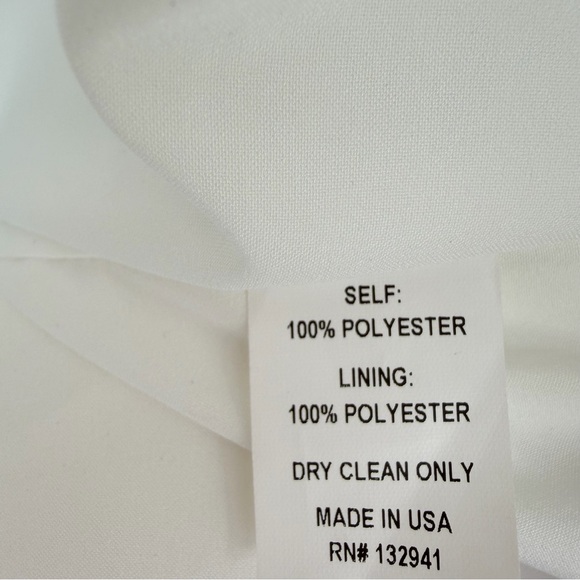 SELF:
100% POLYESTER
LINING:
100% POLYESTER
DRY CLEAN ONLY
MADE IN USA
RN# 132941